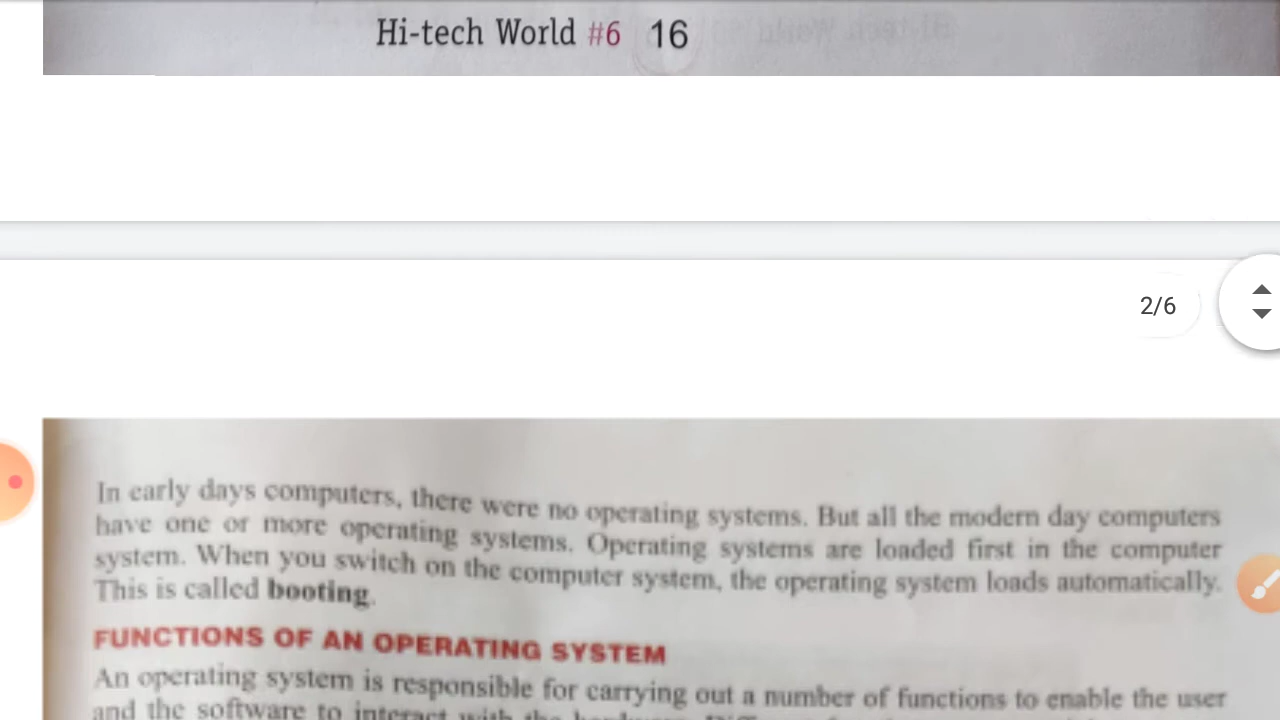 Hi-tech World #6 16
2/6
In early days computers, there were no operating systems. But all the modern day computers
have one or more operating systems. Operating systems are loaded first in the computer
system. When you switch on the computer system, the operating system loads automatically.
This is called booting.
FUNCTIONS OF AN OPERATING SYSTEM
An operating system is responsible for carrying out a number of functions to enable the user
and the software to interact with the